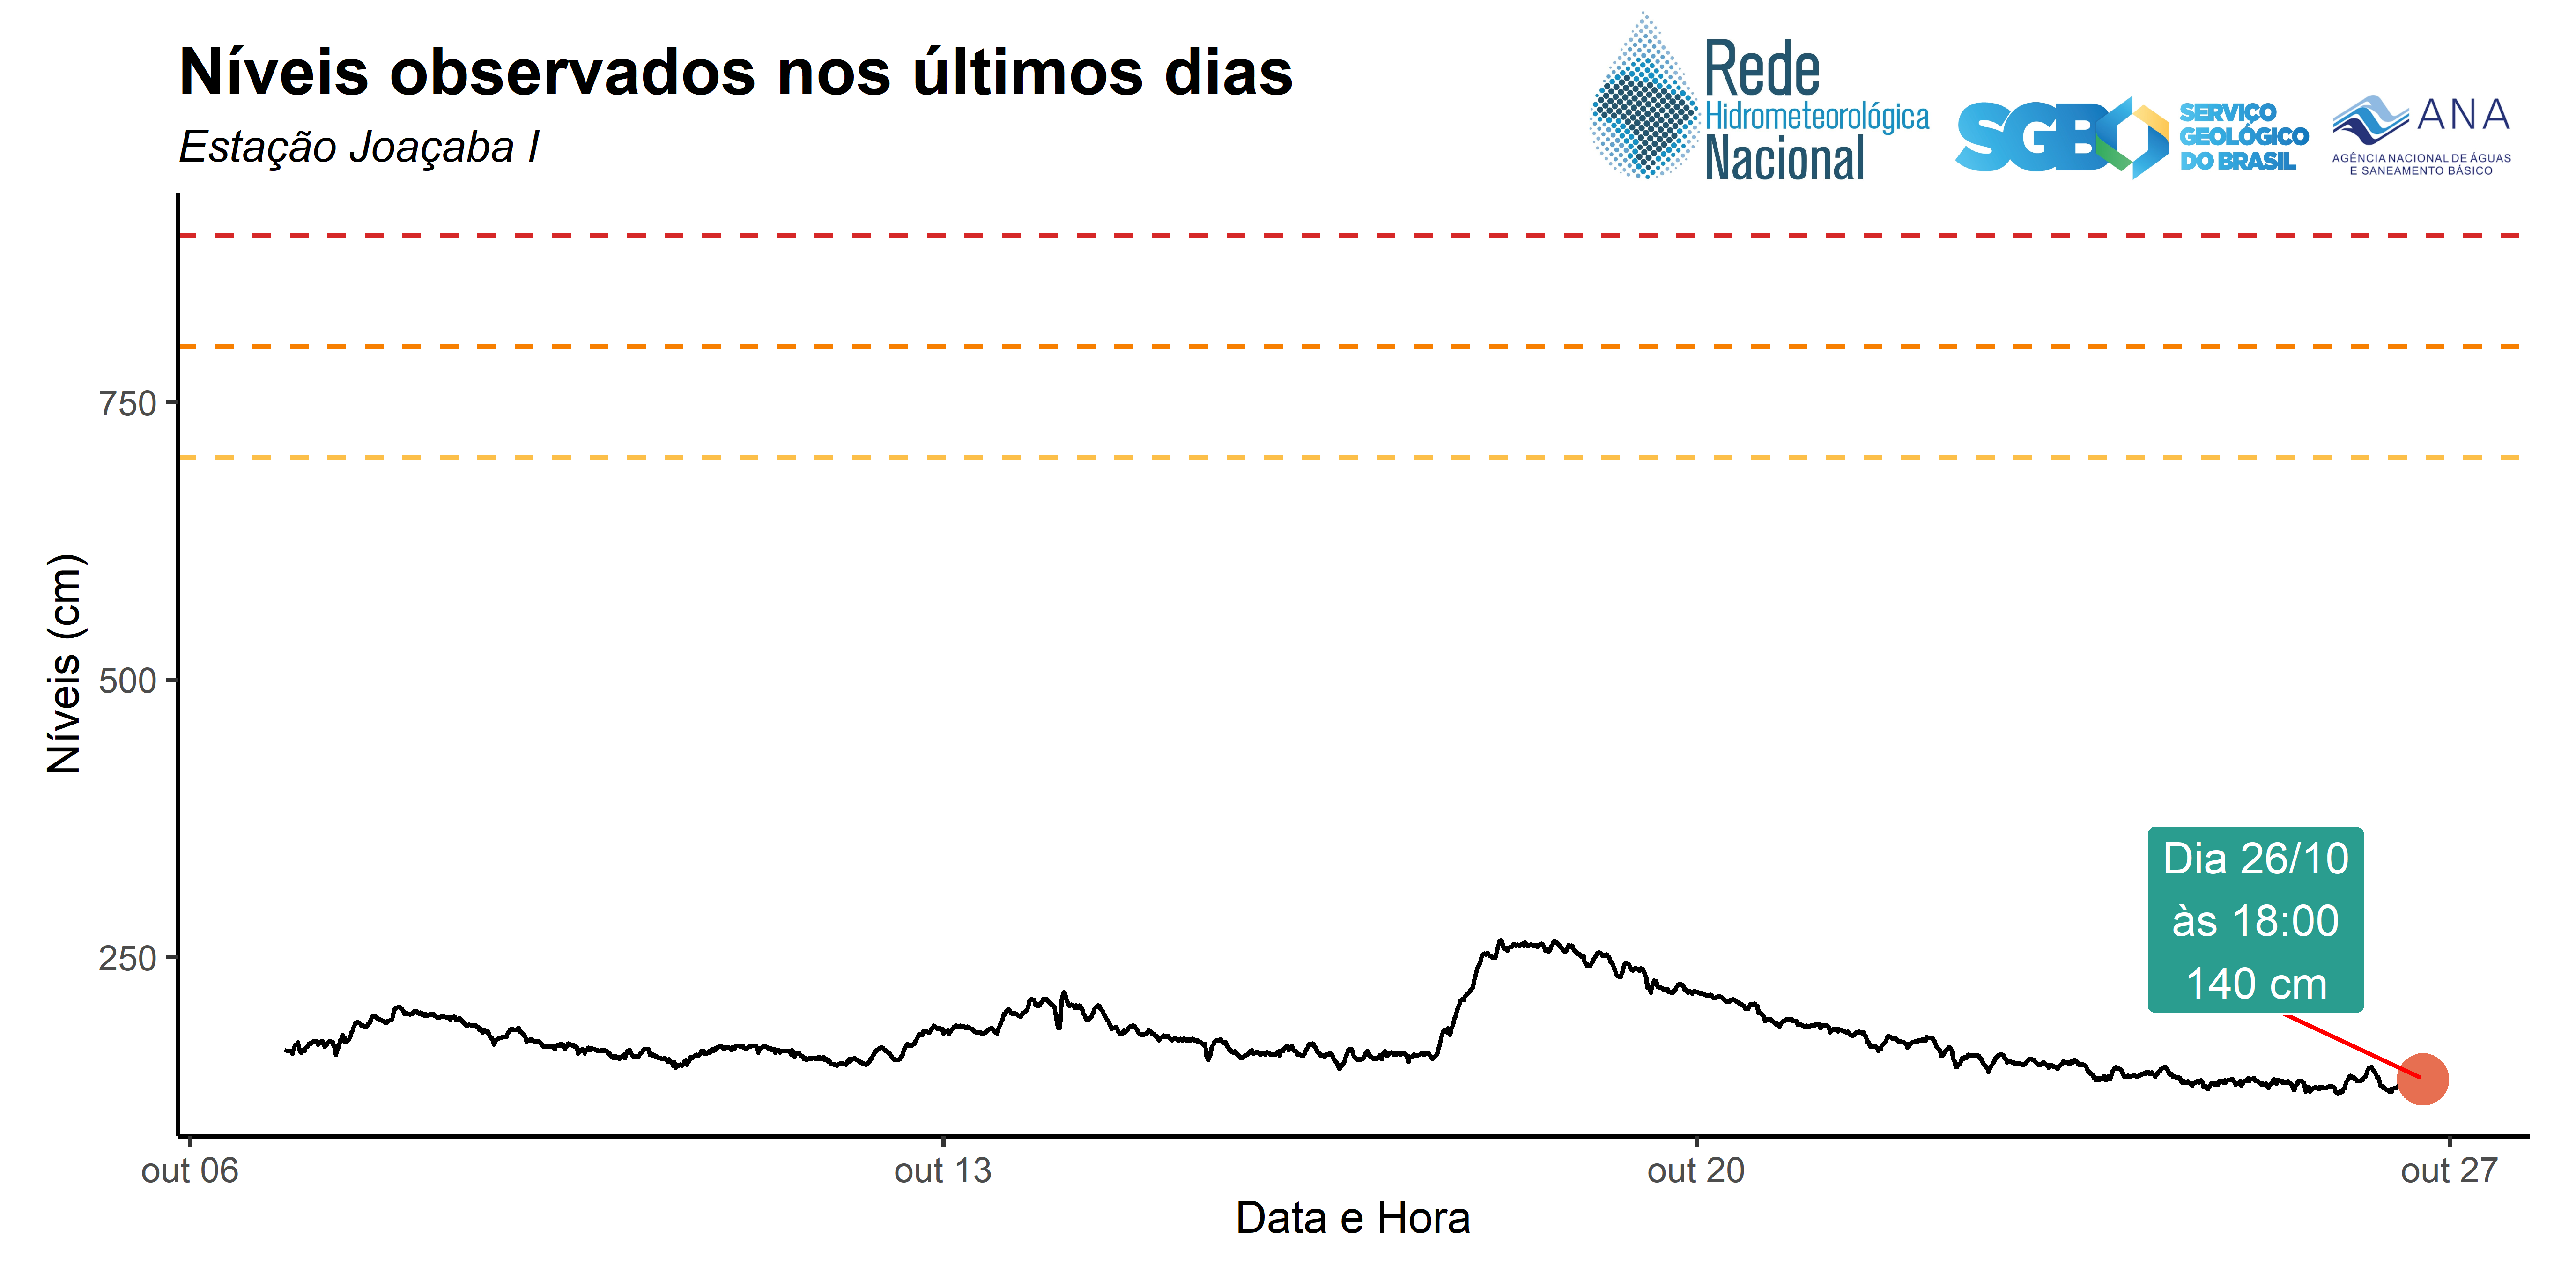 Níveis observados nos últimos dias
Estação Joaçaba I
Rede
Hidrometeorológica
Nacional
SGB
SERVIÇO
GEOLÓGICO
DO BRASIL
ANA
AGÊNCIA NACIONAL DE ÁGUAS
E SANEAMENTO BÁSICO
Níveis (cm)
750
500
250
Dia 26/10
às 18:00
140 cm
out 06
out 13
out 20
out 27
Data e Hora